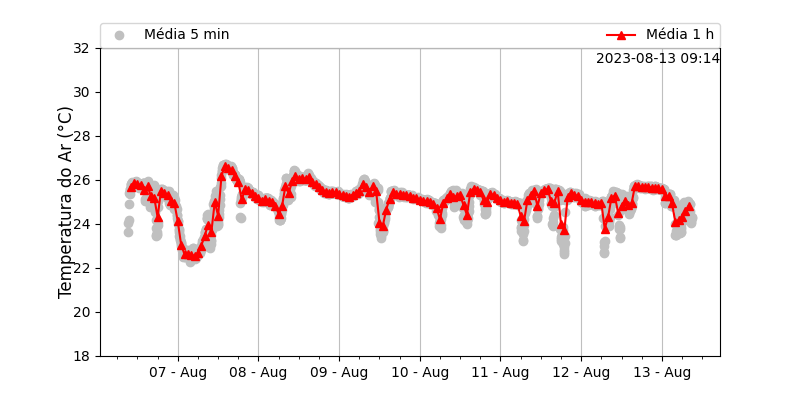 Média 5 min
Média 1 h
2023-08-13 09:14
Temperatura do Ar (°C)
32
30
28
26
24
22
20
18
07 - Aug
08 - Aug
09 - Aug
10 - Aug
11 - Aug
12 - Aug
13 - Aug